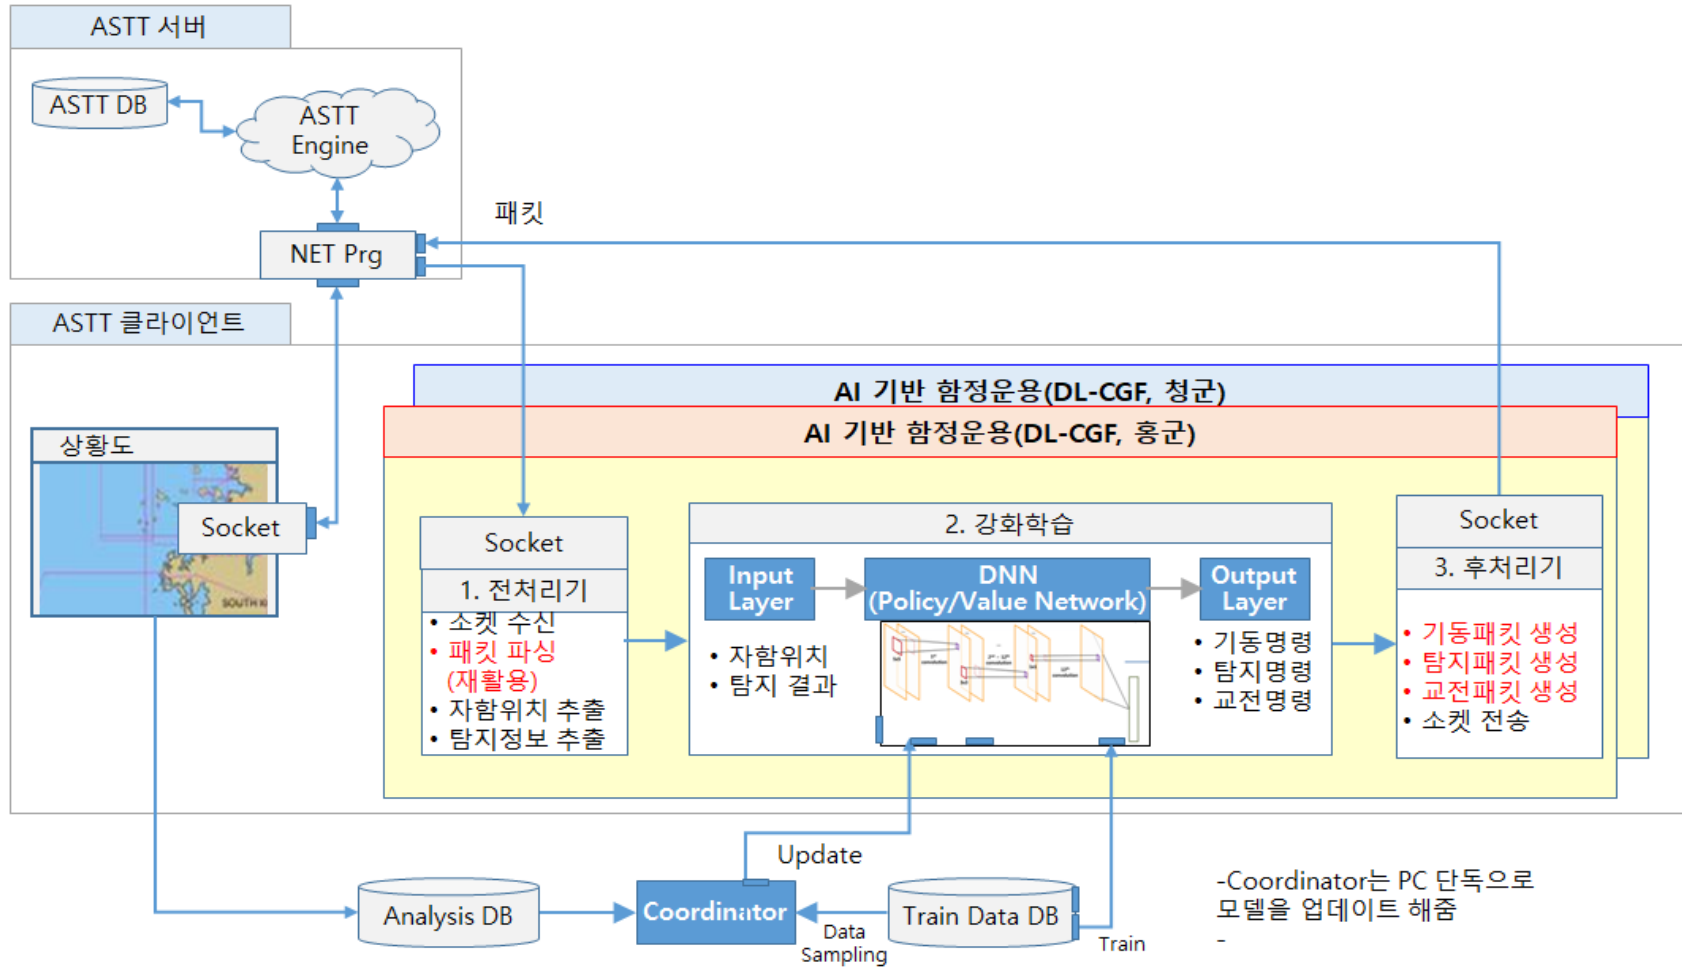 ASTT 서버
ASTT DB
ASTT
Engine
NET Prg
패킷
ASTT 클라이언트
AI 기반 함정운용(DL-CGF, 청군)
AI 기반 함정운용(DL-CGF, 홍군)
상황도
Socket
SOUTH K
Socket
1. 전처리기
• 소켓 수신
• 패킷 파싱
(재활용)
• 자함위치 추출
• 탐지정보 추출
2. 강화학습
Input
Layer
DNN
(Policy/Value Network)
Output
Layer
• 자함위치
• 탐지 결과
convolution
convolution
convolution
• 기동명령
• 탐지명령
• 교전명령
Socket
3. 후처리기
• 기동패킷 생성
• 탐지패킷 생성
• 교전패킷 생성
• 소켓 전송
Update
Analysis DB
Coordinator
Data
Sampling
Train Data DB
Train
-Coordinator는 PC 단독으로
모델을 업데이트 해줌
-